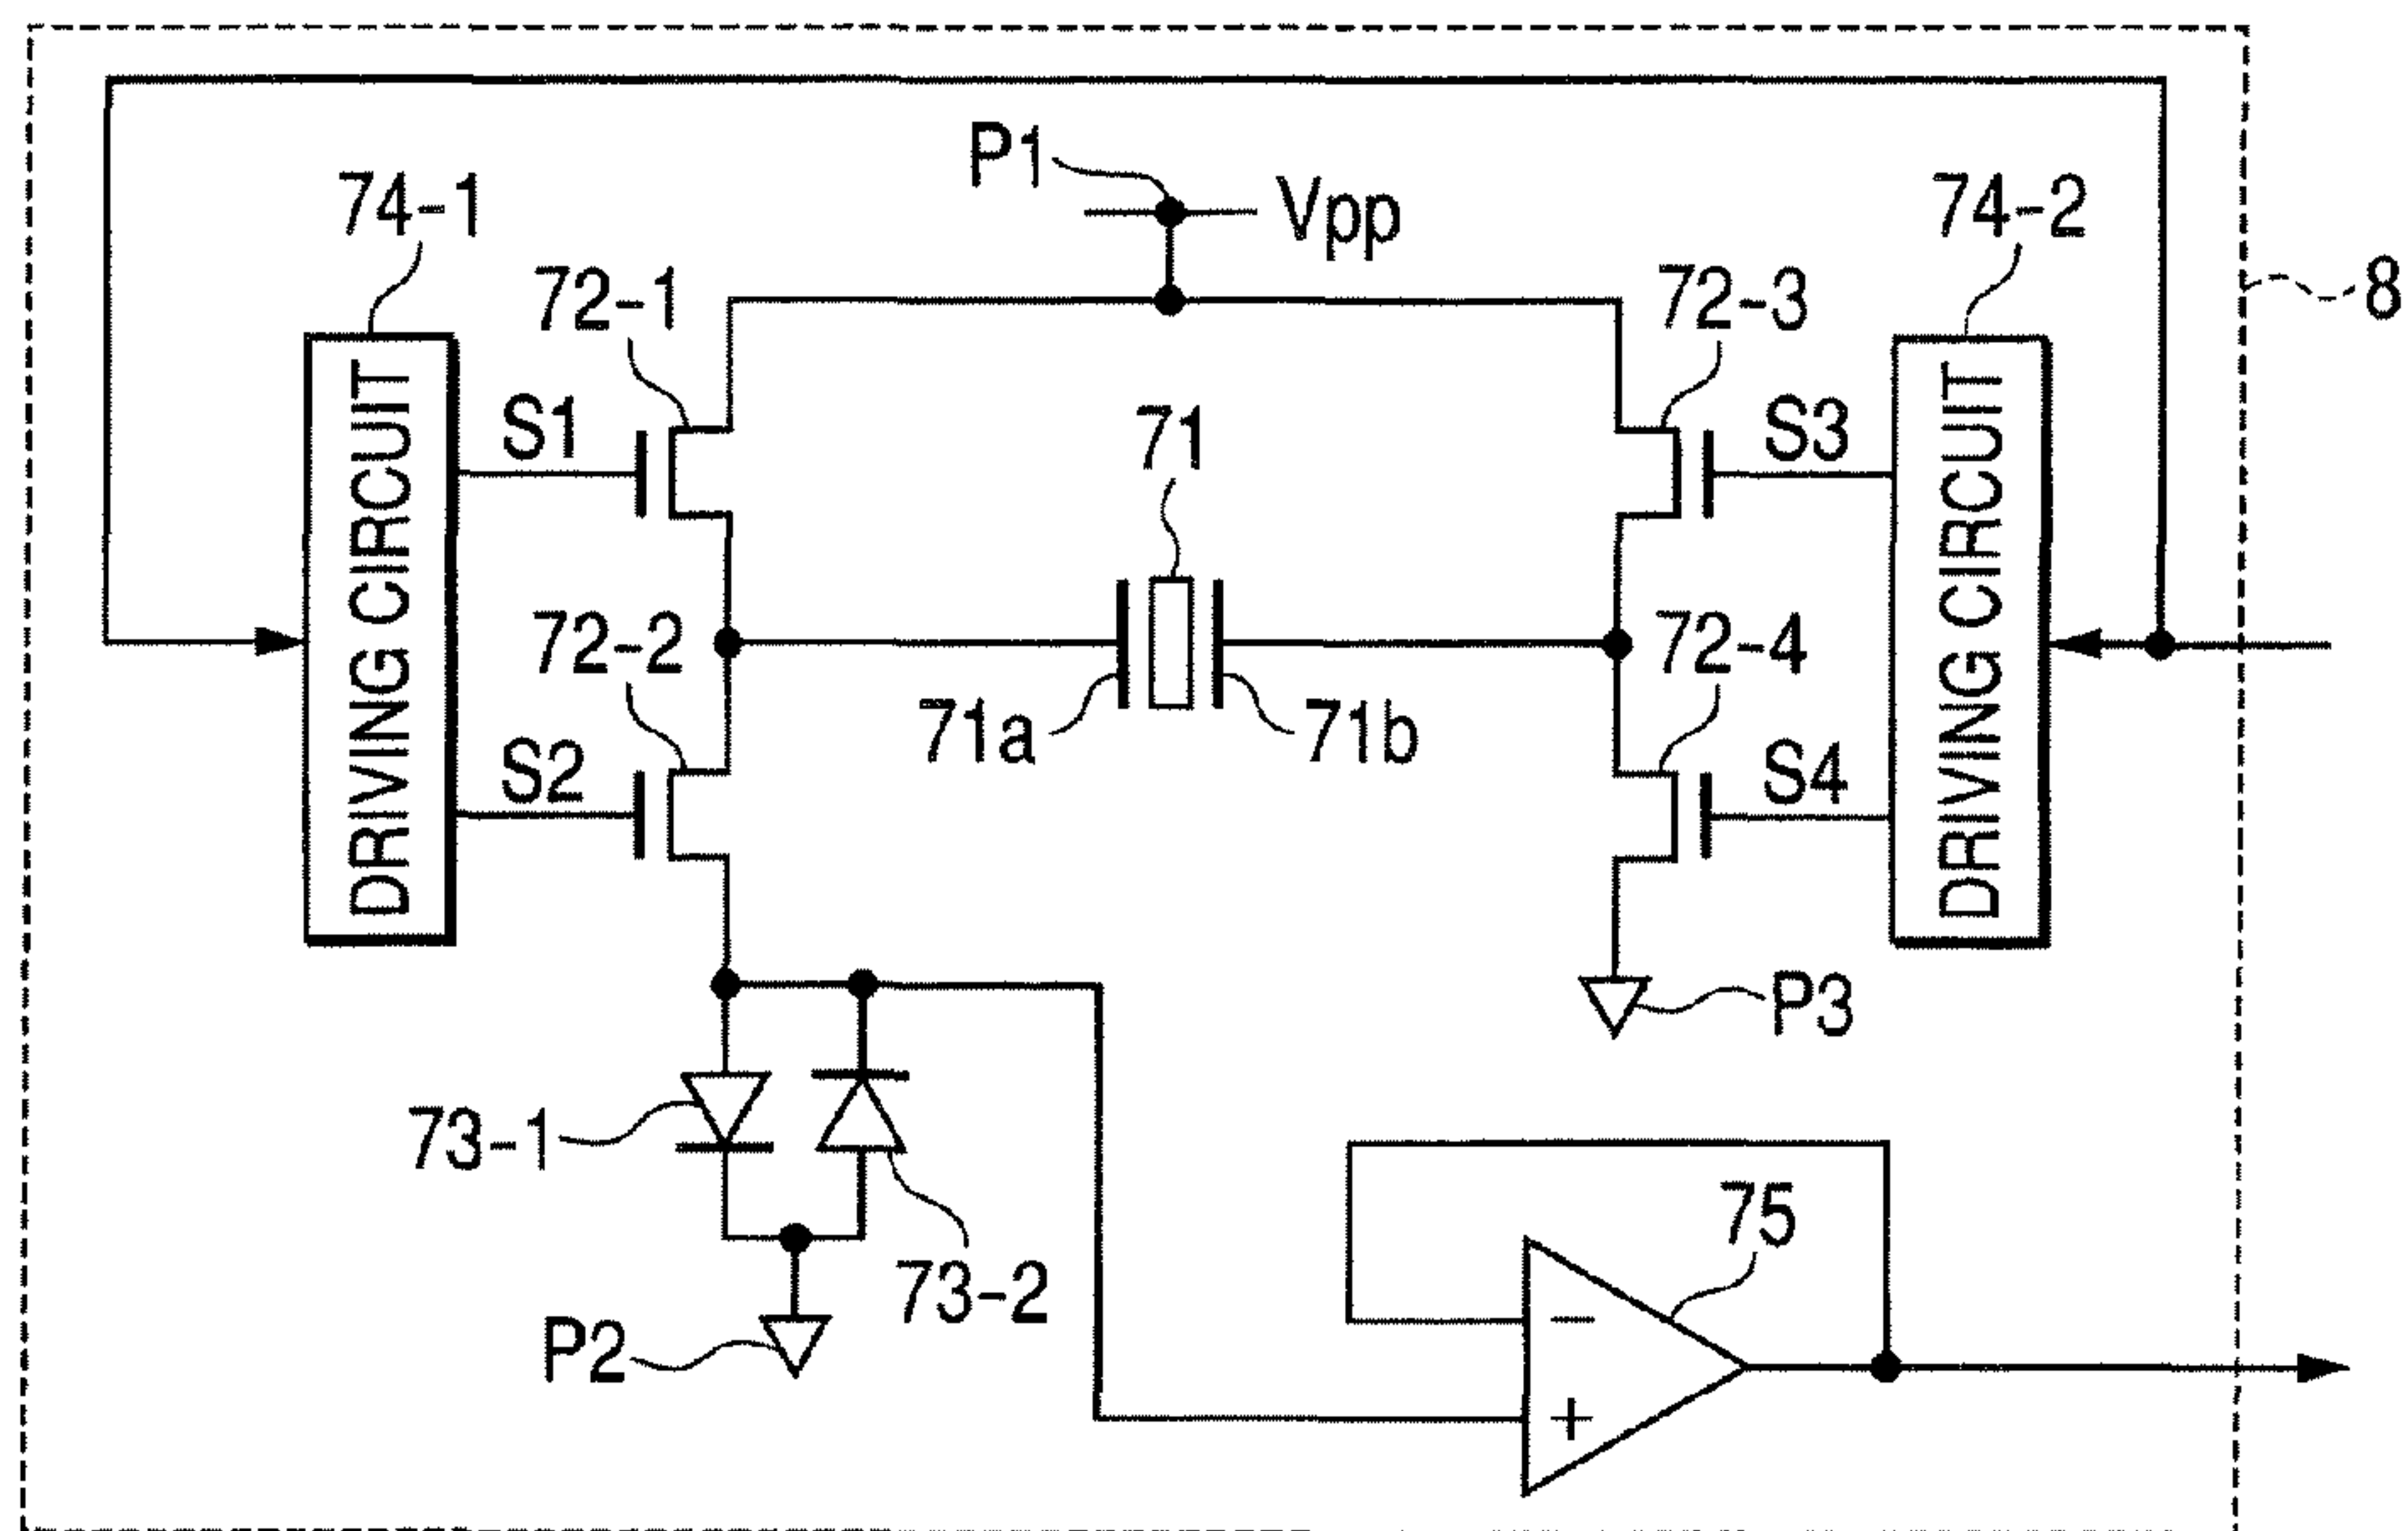 P1
Vpp
74-1
74-2
72-1
72-3
8
S1
S3
71
DRIVING CIRCUIT
DRIVING CIRCUIT
72-2
72-4
71a
71b
S2
S4
P3
73-1
73-2
75
P2
−
+